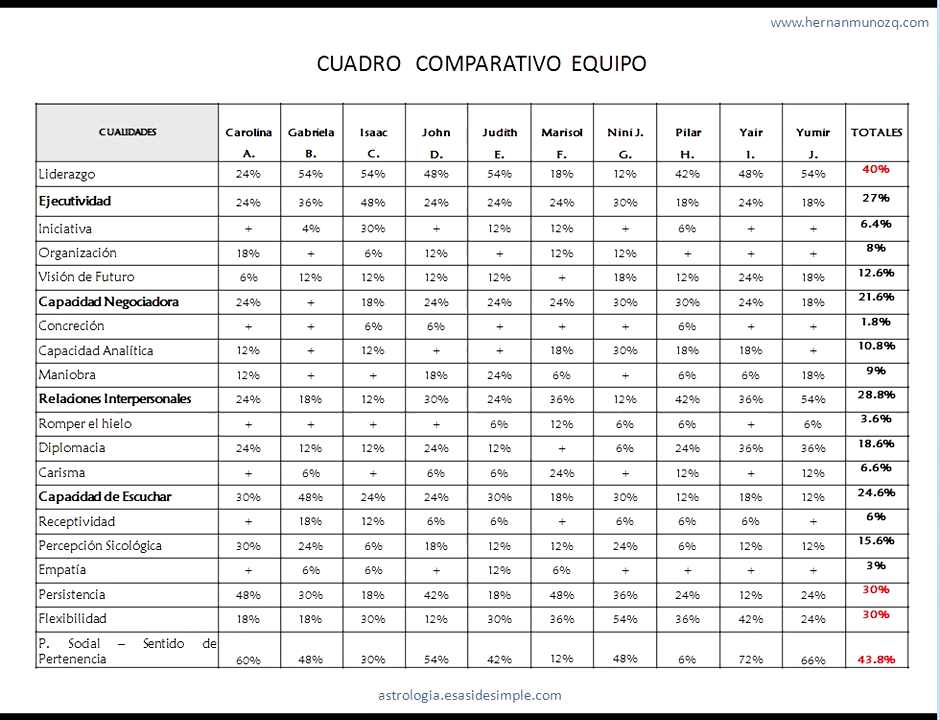 www.hernanmunozq.com
CUADRO COMPARATIVO EQUIPO
CUALIDADES Carolina A. Gabriela B. Isaac C. John D. Judith E. Marisol F. Nini J. G. Pilar H. Yair I. Yumir J. TOTALES
Liderazgo 24% 54% 54% 48% 54% 18% 12% 42% 48% 54% 40%
Ejecutividad 24% 36% 48% 24% 24% 24% 30% 18% 24% 18% 27%
Iniciativa + 4% 30% + 12% 12% + 6% + + 6.4%
Organización 18% + 6% 12% + 12% 12% + + + 8%
Visión de Futuro 6% 12% 12% 12% 12% + 18% 12% 24% 18% 12.6%
Capacidad Negociadora 24% + 18% 24% 24% 24% 30% 30% 24% 18% 21.6%
Concreción + + 6% 6% + + + 6% + + 1.8%
Capacidad Analítica 12% + 12% + + 18% 30% 18% 18% + 10.8%
Maniobra 12% + + 18% 24% 6% + 6% 6% 18% 9%
Relaciones Interpersonales 24% 18% 12% 30% 24% 36% 12% 42% 36% 54% 28.8%
Romper el hielo + + + + 6% 12% 6% 6% + 6% 3.6%
Diplomacia 24% 12% 12% 24% 12% + 6% 24% 36% 36% 18.6%
Carisma + 6% + 6% 6% 24% + 12% + 12% 6.6%
Capacidad de Escuchar 30% 48% 24% 24% 30% 18% 30% 12% 18% 12% 24.6%
Receptividad + 18% 12% 6% 6% + 6% 6% 6% + 6%
Percepción Sicológica 30% 24% 6% 18% 12% 12% 24% 6% 12% 12% 15.6%
Empatía + 6% 6% + 12% 6% + + + + 3%
Persistencia 48% 30% 18% 42% 18% 48% 36% 24% 12% 24% 30%
Flexibilidad 18% 18% 30% 12% 30% 36% 54% 36% 42% 24% 30%
P. Social – Sentido de
Pertenencia 60% 48% 30% 54% 42% 12% 48% 6% 72% 66% 43.8%
astrologia.esasidesimple.com